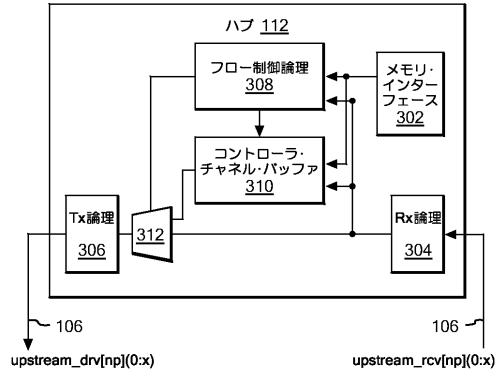 ハブ 112
フロー制御論理
308
メモリ・
インター
フェース
302
コントローラ・
チャネル・バッファ
310
Tx論理
306
312
Rx論理
304
106
106
upstream_drv[np](0:x)
upstream_rcv[np](0:x)